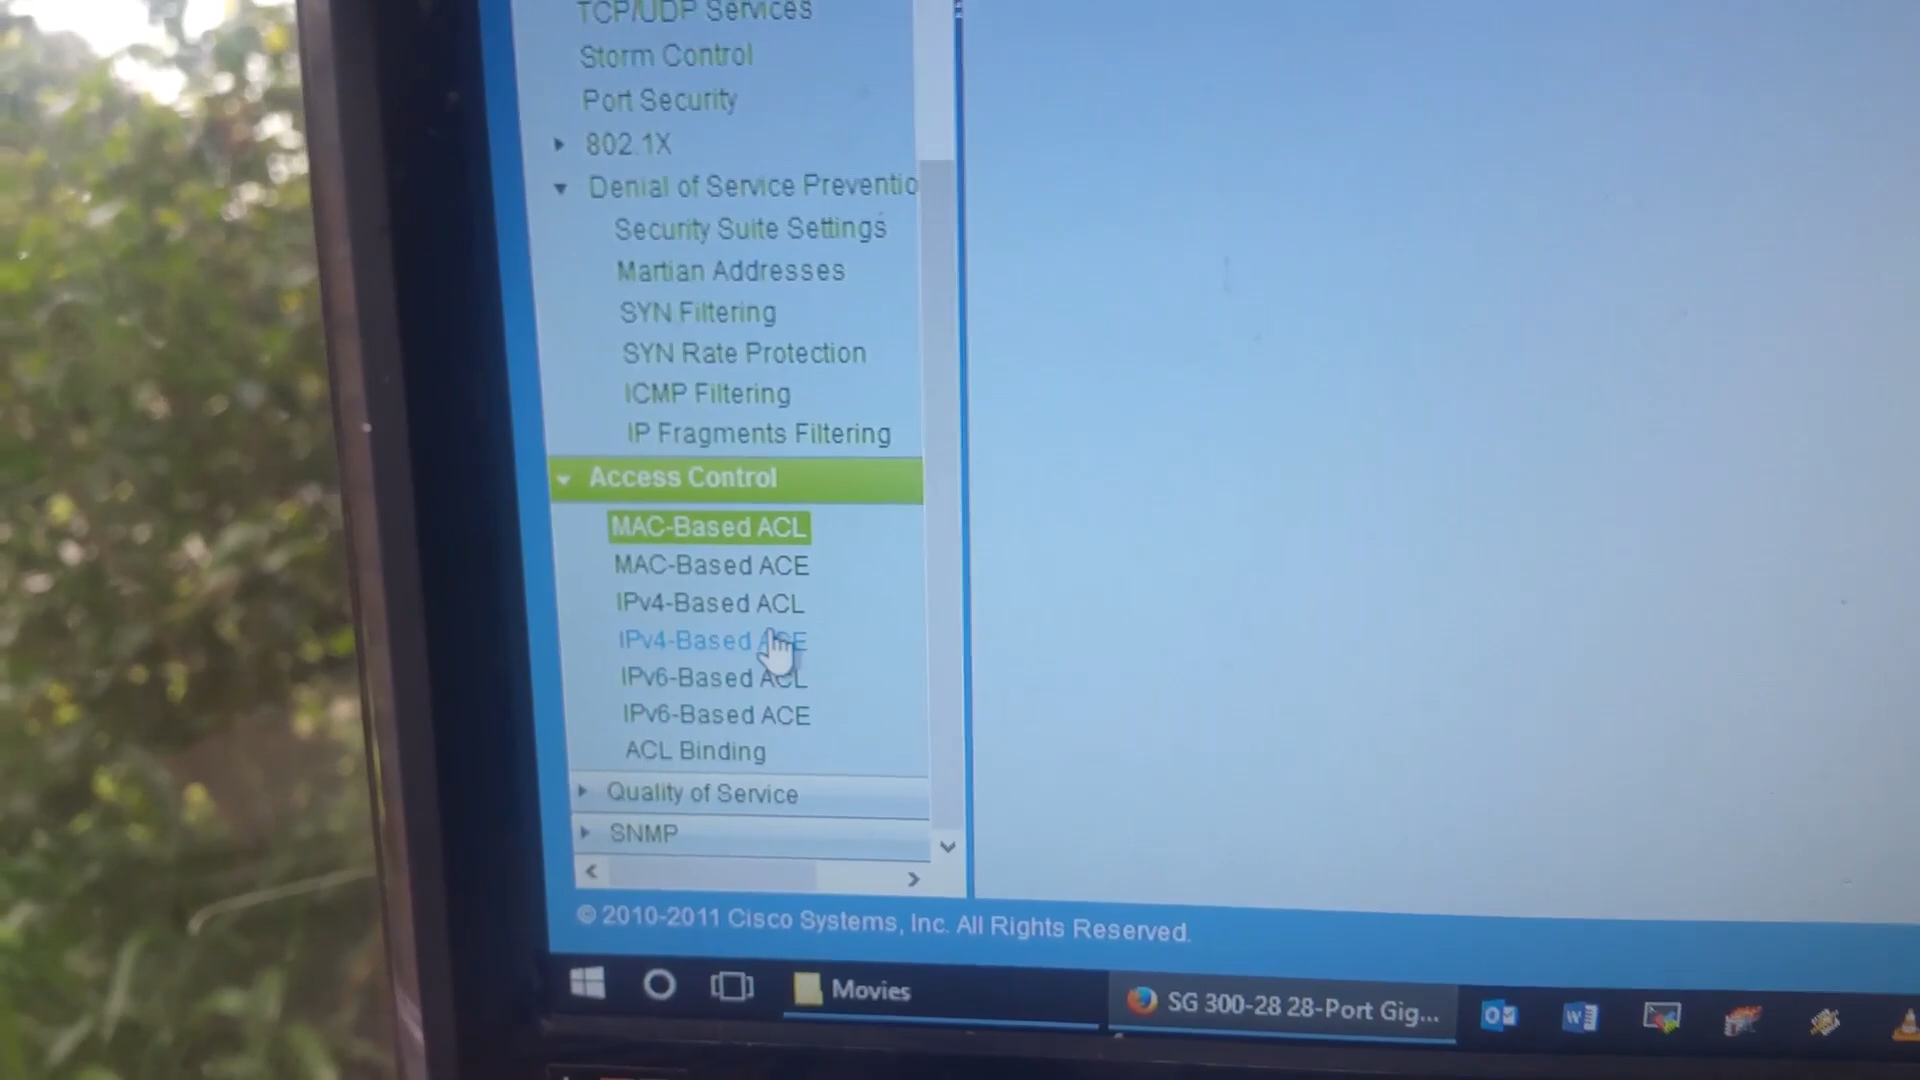 TCP/UDP Services
Storm Control
Port Security
802.1X
Denial of Service Preventio
Security Suite Settings
Martian Addresses
SYN Filtering
SYN Rate Protection
ICMP Filtering
IP Fragments Filtering
Access Control
MAC-Based ACL
MAC-Based ACE
IPv4-Based ACL
IPv4-Based ACE
IPv6-Based ACL
IPv6-Based ACE
ACL Binding
Quality of Service
SNMP
© 2010-2011 Cisco Systems, Inc. All Rights Reserved.
Movies
SG 300-28 28-Port Gig...